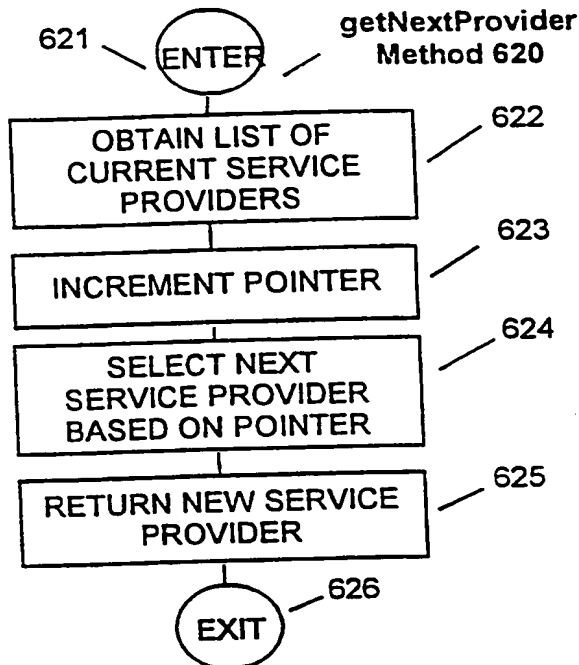 621
ENTER
getNextProvider
Method 620
OBTAIN LIST OF
CURRENT SERVICE
PROVIDERS
622
INCREMENT POINTER
623
SELECT NEXT
SERVICE PROVIDER
BASED ON POINTER
624
RETURN NEW SERVICE
PROVIDER
625
EXIT
626